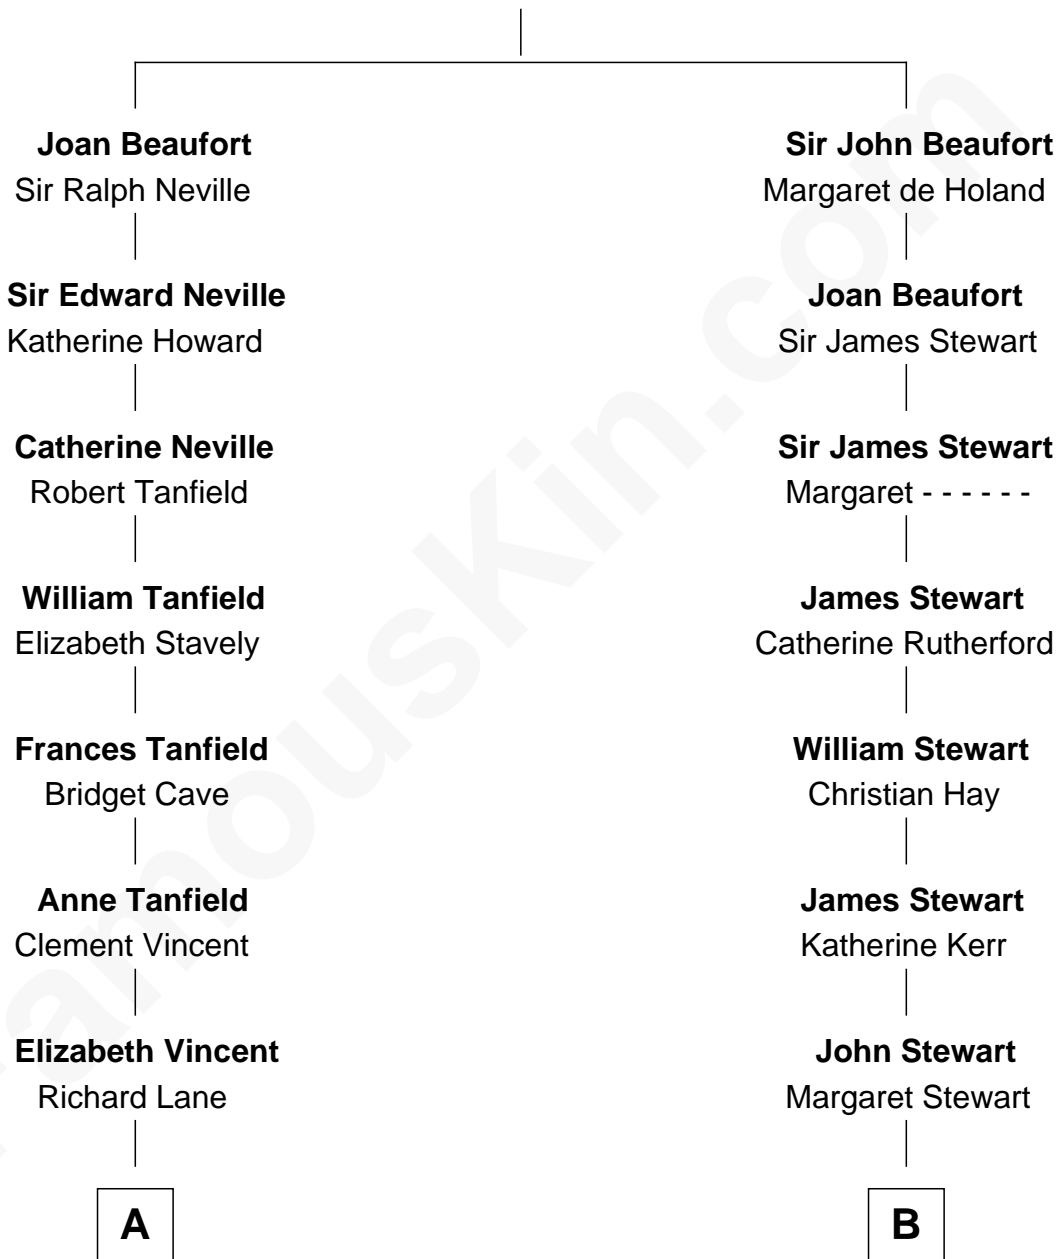 Joan Beaufort
Sir Ralph Neville
Sir Edward Neville
Katherine Howard
Catherine Neville
Robert Tanfield
William Tanfield
Elizabeth Stavely
Frances Tanfield
Bridget Cave
Anne Tanfield
Clement Vincent
Elizabeth Vincent
Richard Lane
A
Sir John Beaufort
Margaret de Holand
Joan Beaufort
Sir James Stewart
Sir James Stewart
Margaret - - - - - -
James Stewart
Catherine Rutherford
William Stewart
Christian Hay
James Stewart
Katherine Kerr
John Stewart
Margaret Stewart
B
FamousKin.com